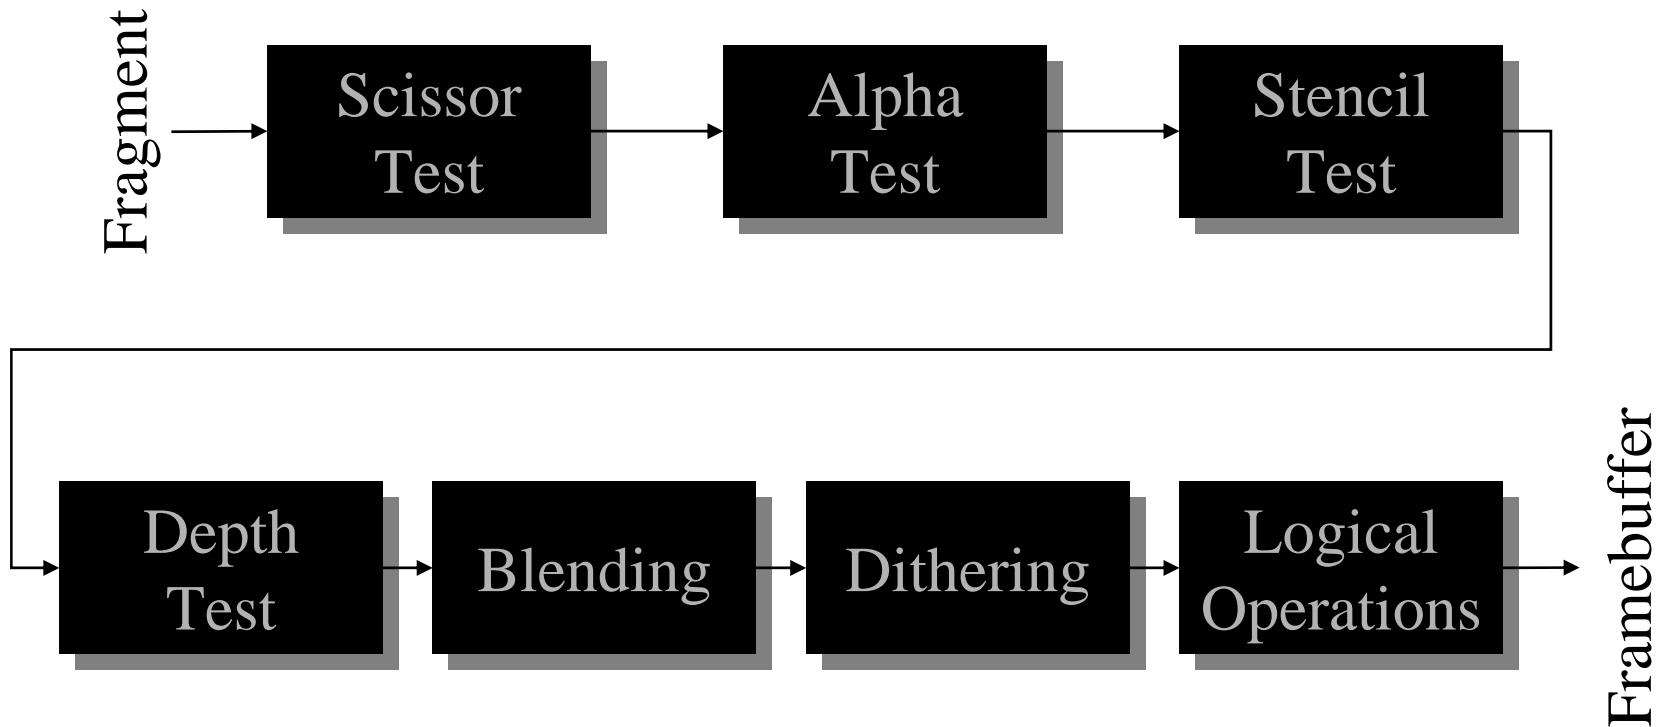 Fragment
Scissor
Test
Alpha
Test
Stencil
Test
Depth
Test
Blending
Dithering
Logical
Operations
Framebuffer